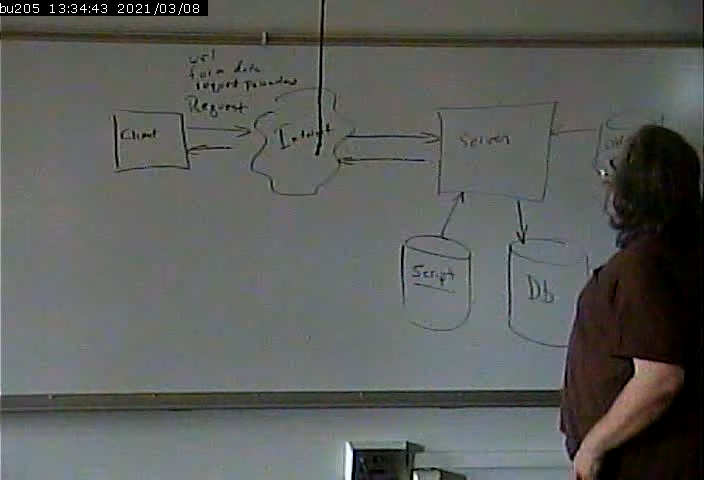 bu205 13:34:43 2021/03/08
url
form data
Request
Client
Internet
Server
Script
Db